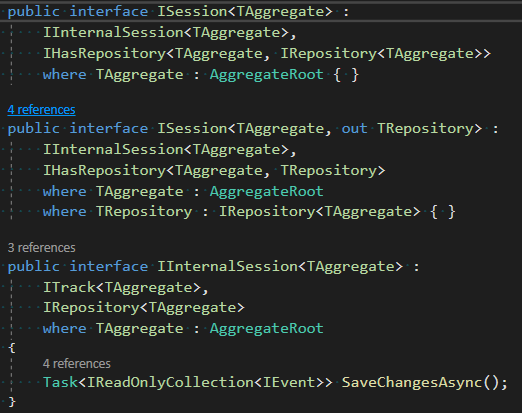 public interface ISession<TAggregate> :
IInternalSession<TAggregate>,
IHasRepository<TAggregate, IRepository<TAggregate>>
where TAggregate : AggregateRoot { }
4 references
public interface ISession<TAggregate, out TRepository> :
IInternalSession<TAggregate>,
IHasRepository<TAggregate, TRepository>
where TAggregate : AggregateRoot
where TRepository : IRepository<TAggregate> { }
3 references
public interface IInternalSession<TAggregate> :
ITrack<TAggregate>,
IRepository<TAggregate>
where TAggregate : AggregateRoot
{
4 references
Task<IReadOnlyCollection<IEvent>> SaveChangesAsync();
}